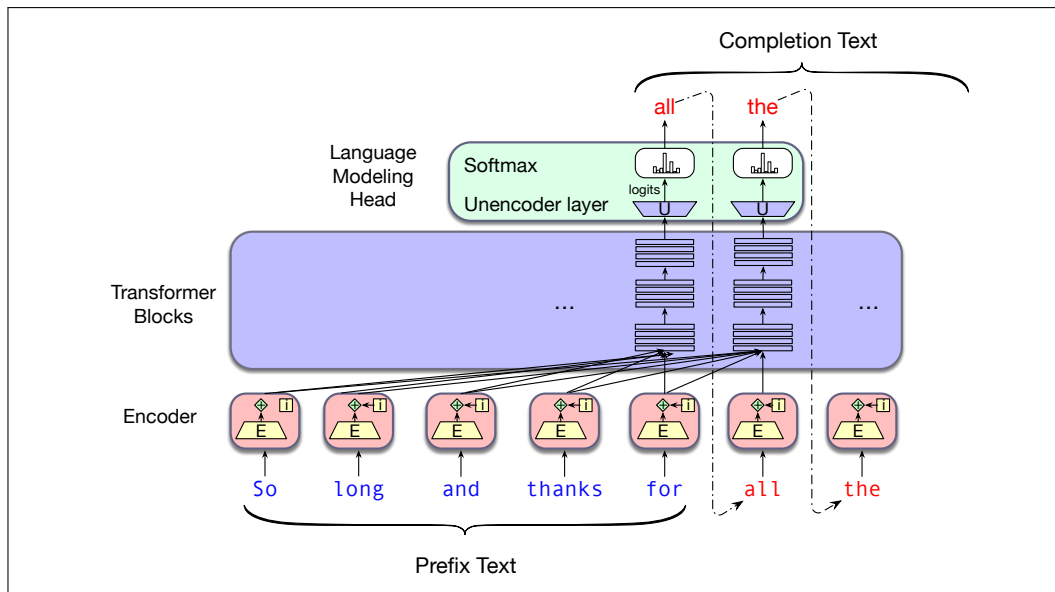 Completion Text
all the
Language
Modeling
Head
Softmax
logits
Unencoder layer
U U
Transformer
Blocks
... ...
Encoder
i i i i i i i
E E E E E E E
So long and thanks for all the
Prefix Text